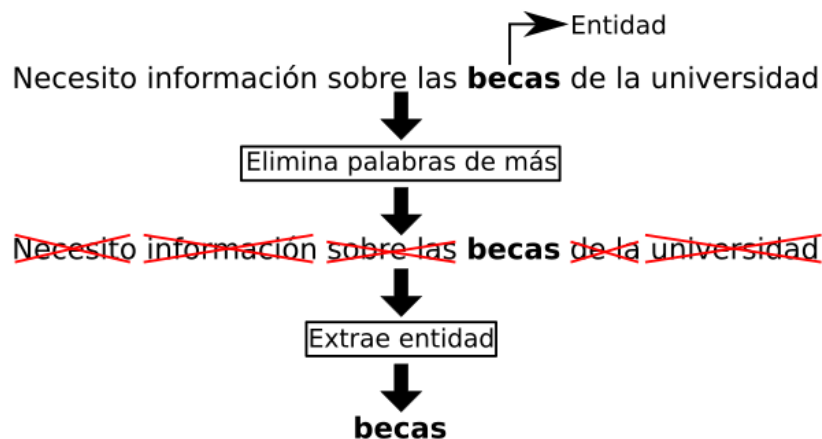 Entidad
Necesito información sobre las becas de la universidad
Elimina palabras de más
Necesito información sobre las becas de la universidad
Extrae entidad
becas